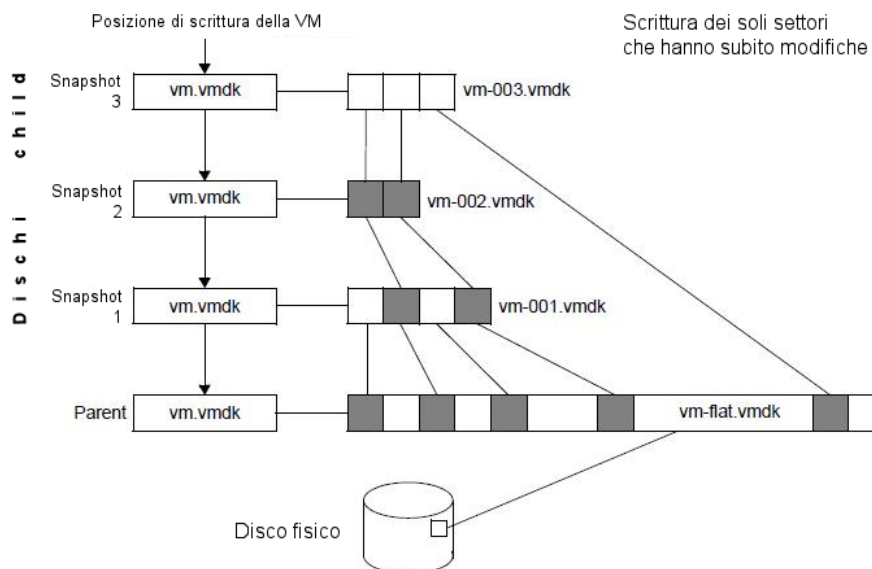 Posizione di scrittura della VM
Scrittura dei soli settori
che hanno subito modifiche
Dischi child
Snapshot
3
vm.vmdk
vm-003.vmdk
Snapshot
2
vm.vmdk
vm-002.vmdk
Snapshot
1
vm.vmdk
vm-001.vmdk
Parent
vm.vmdk
vm-flat.vmdk
Disco fisico